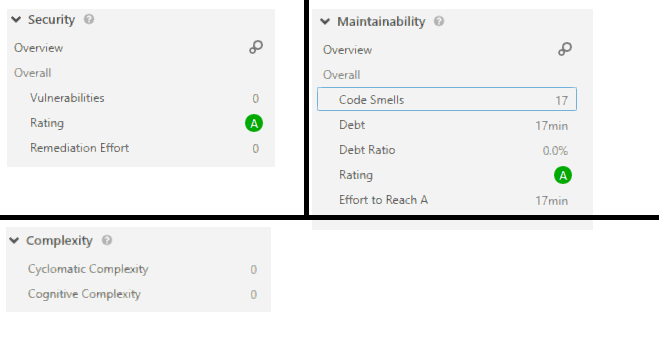 Security ?
Overview
Overall
Vulnerabilities 0
Rating A
Remediation Effort 0
Maintainability ?
Overview
Overall
Code Smells 17
Debt 17min
Debt Ratio 0.0%
Rating A
Effort to Reach A 17min
Complexity ?
Cyclomatic Complexity 0
Cognitive Complexity 0